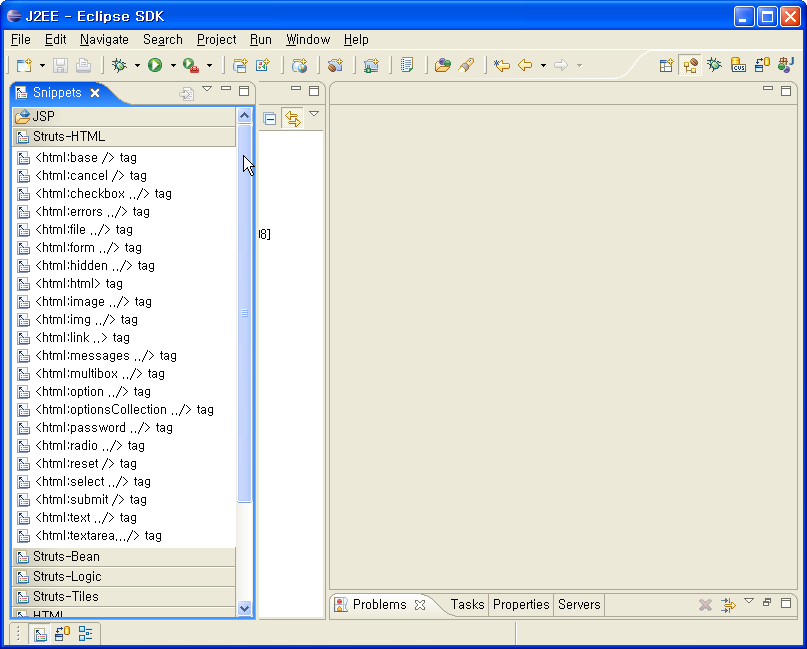 J2EE - Eclipse SDK
File Edit Navigate Search Project Run Window Help
Snippets
JSP
Struts-HTML
<html:base /> tag
<html:cancel /> tag
<html:checkbox ../> tag
<html:errors ../> tag
<html:file ../> tag
<html:form ../> tag
<html:hidden ../> tag
<html:html> tag
<html:image ../> tag
<html:img ../> tag
<html:link ..> tag
<html:messages ../> tag
<html:multibox ../> tag
<html:option ../> tag
<html:optionsCollection ../> tag
<html:password ../> tag
<html:radio ../> tag
<html:reset /> tag
<html:select ../> tag
<html:submit /> tag
<html:text ../> tag
<html:textarea.../> tag
Struts-Bean
Struts-Logic
Struts-Tiles
HTML
8]
Problems Tasks Properties Servers